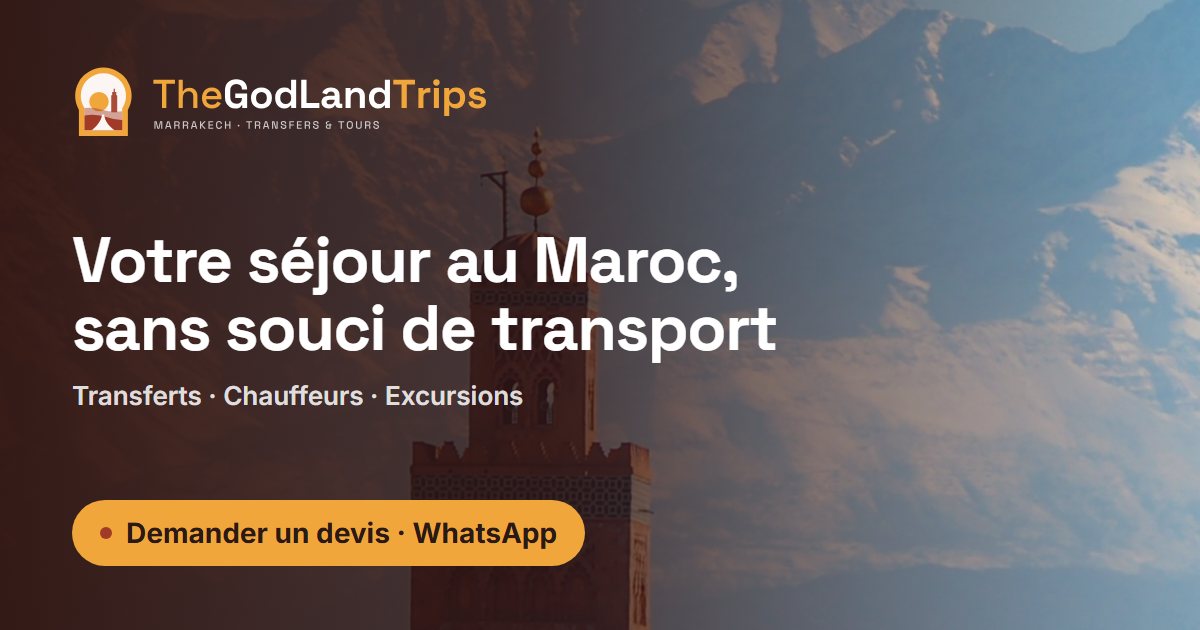 TheGodLandTrips
MARRAKECH · TRANSFERS & TOURS
Votre séjour au Maroc,
sans souci de transport
Transferts · Chauffeurs · Excursions
Demander un devis · WhatsApp